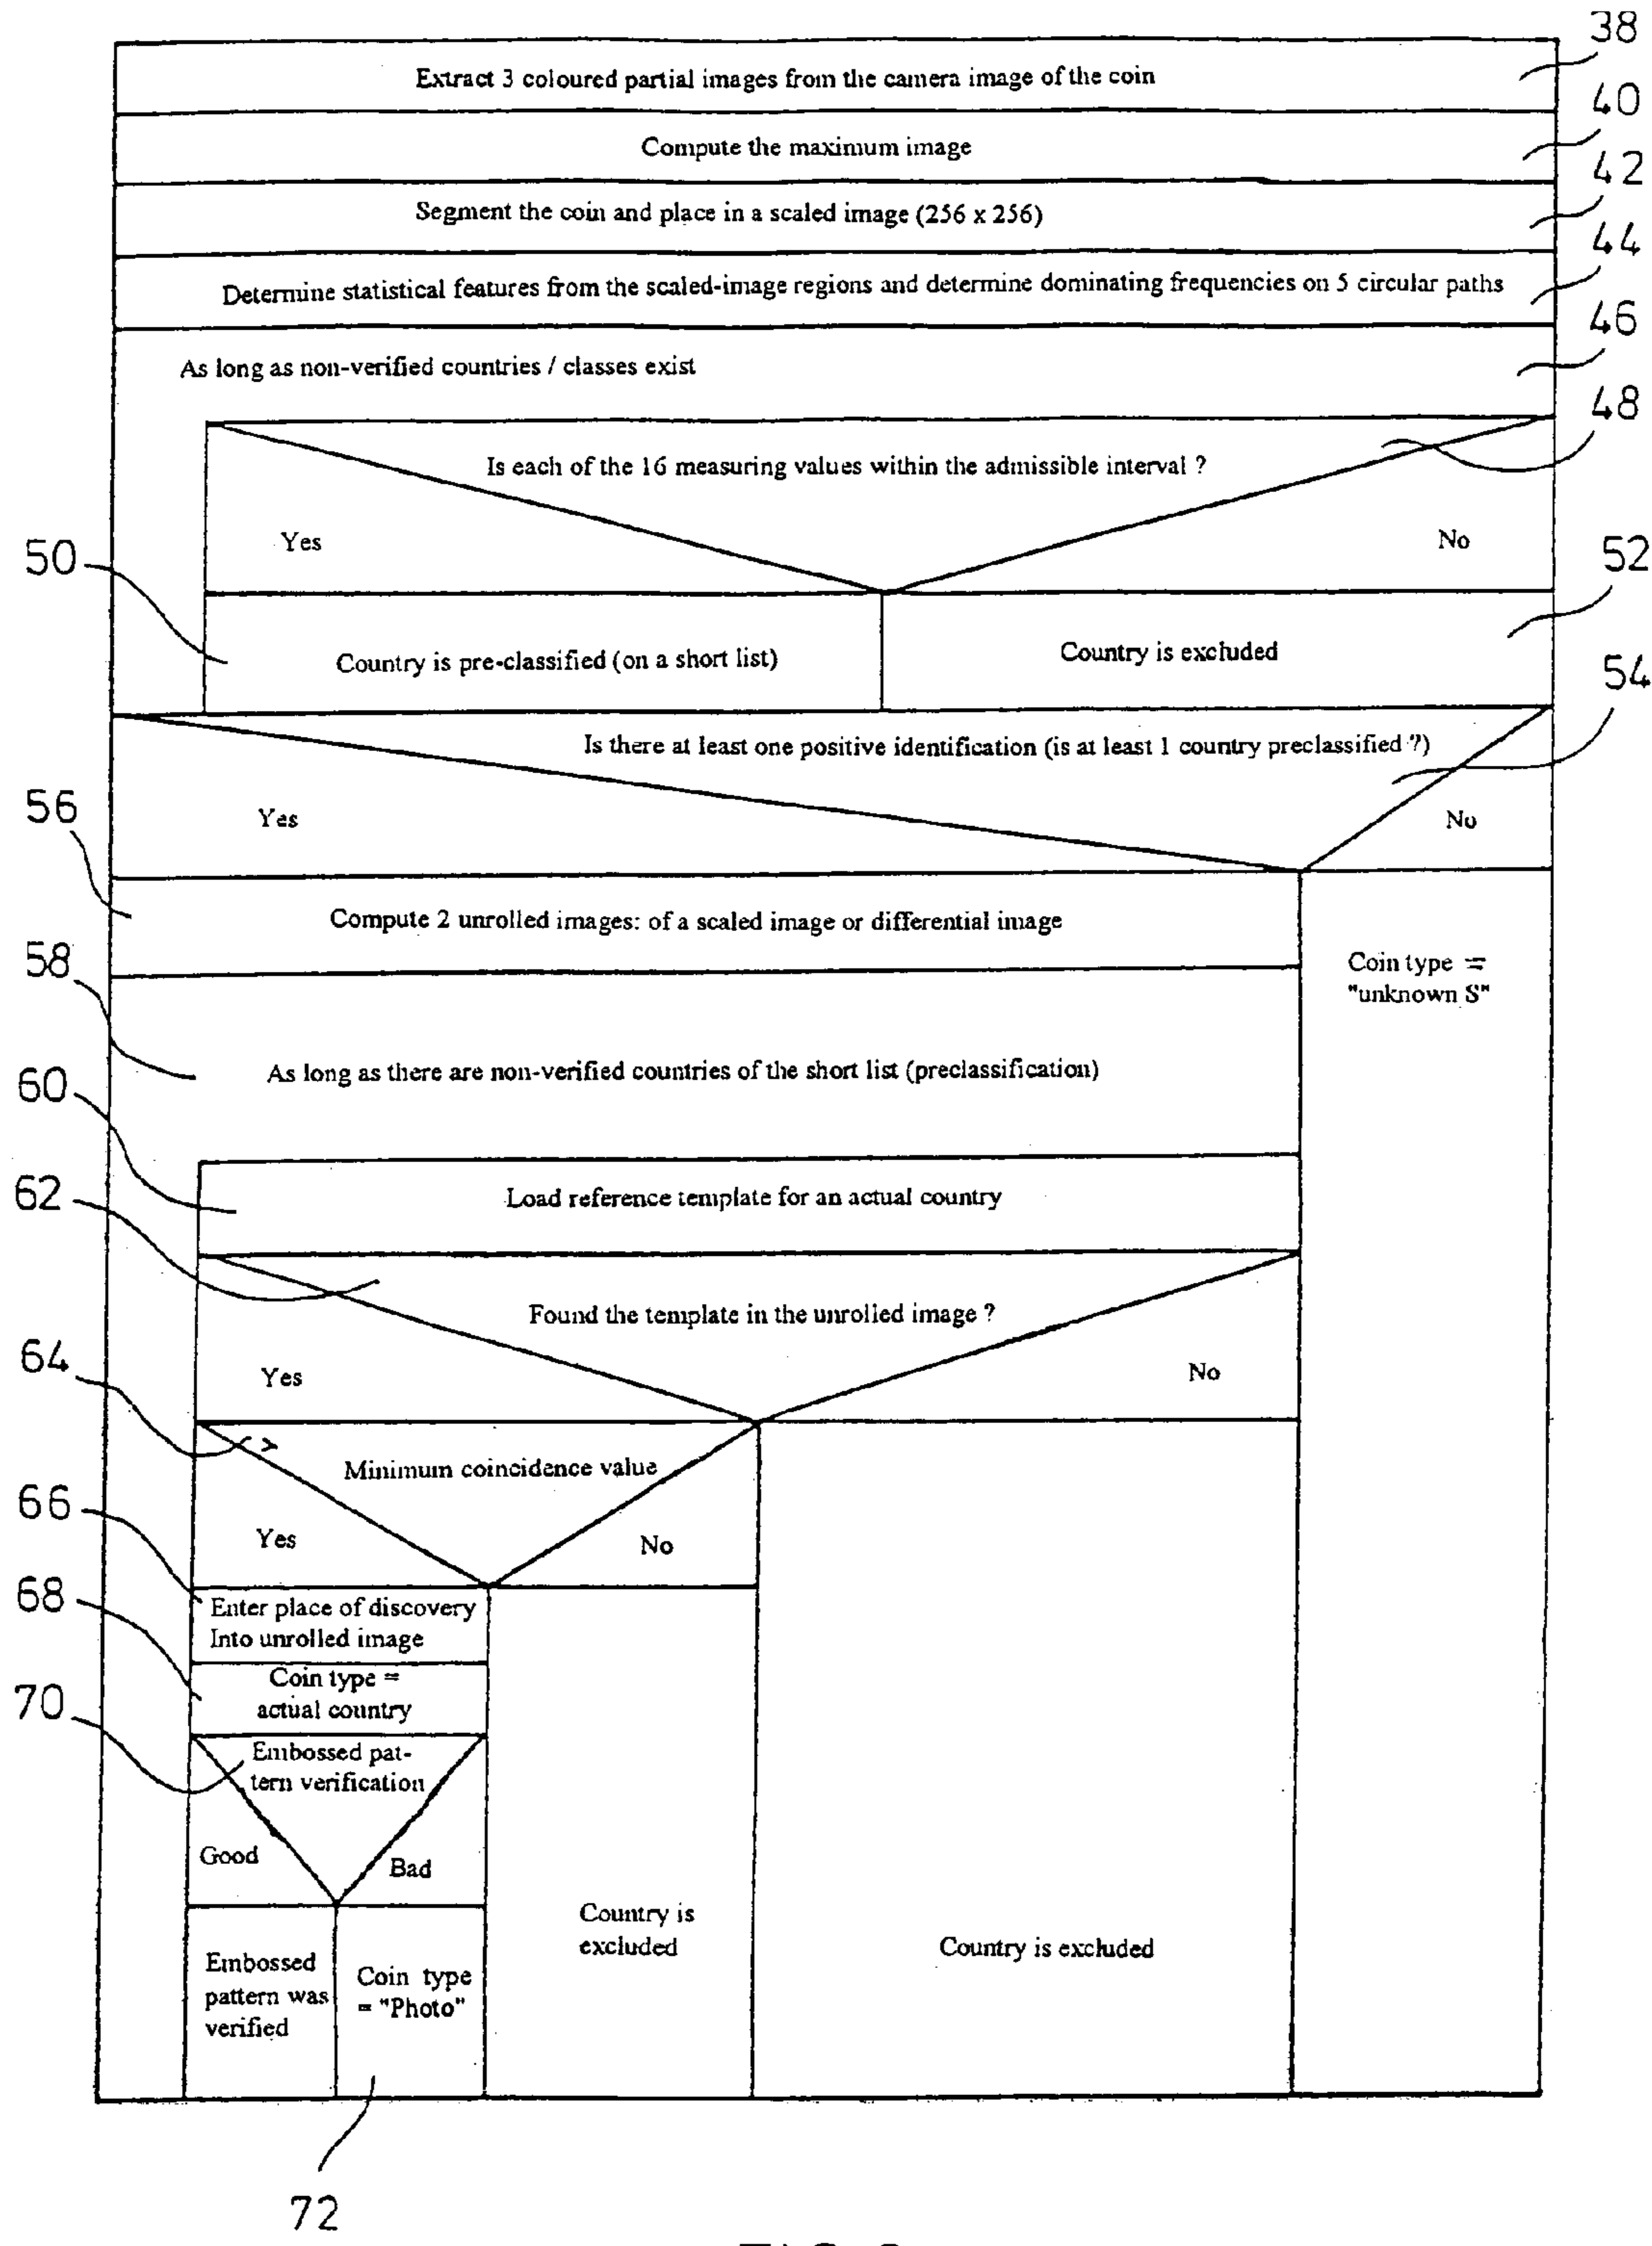 38
Extract 3 coloured partial images from the camera image of the coin
40
Compute the maximum image
42
Segment the coin and place in a scaled image (256 x 256)
44
Determine statistical features from the scaled-image regions and determine dominating frequencies on 5 circular paths
46
As long as non-verified countries / classes exist
48
Is each of the 16 measuring values within the admissible interval ?
Yes
No
50
52
Country is pre-classified (on a short list)
Country is excluded
54
Is there at least one positive identification (is at least 1 country preclassified ?)
56
Yes
No
Compute 2 unrolled images: of a scaled image or differential image
58
Coin type =
"unknown S"
As long as there are non-verified countries of the short list (preclassification)
60
62
Load reference template for an actual country
Found the template in the unrolled image ?
64
Yes
No
>
Minimum coincidence value
66
Yes
No
68
Enter place of discovery
Into unrolled image
Coin type =
actual country
70
Embossed pat-
tern verification
Good
Bad
Country is
excluded
Country is excluded
Embossed
pattern was
verified
Coin type
= "Photo"
72